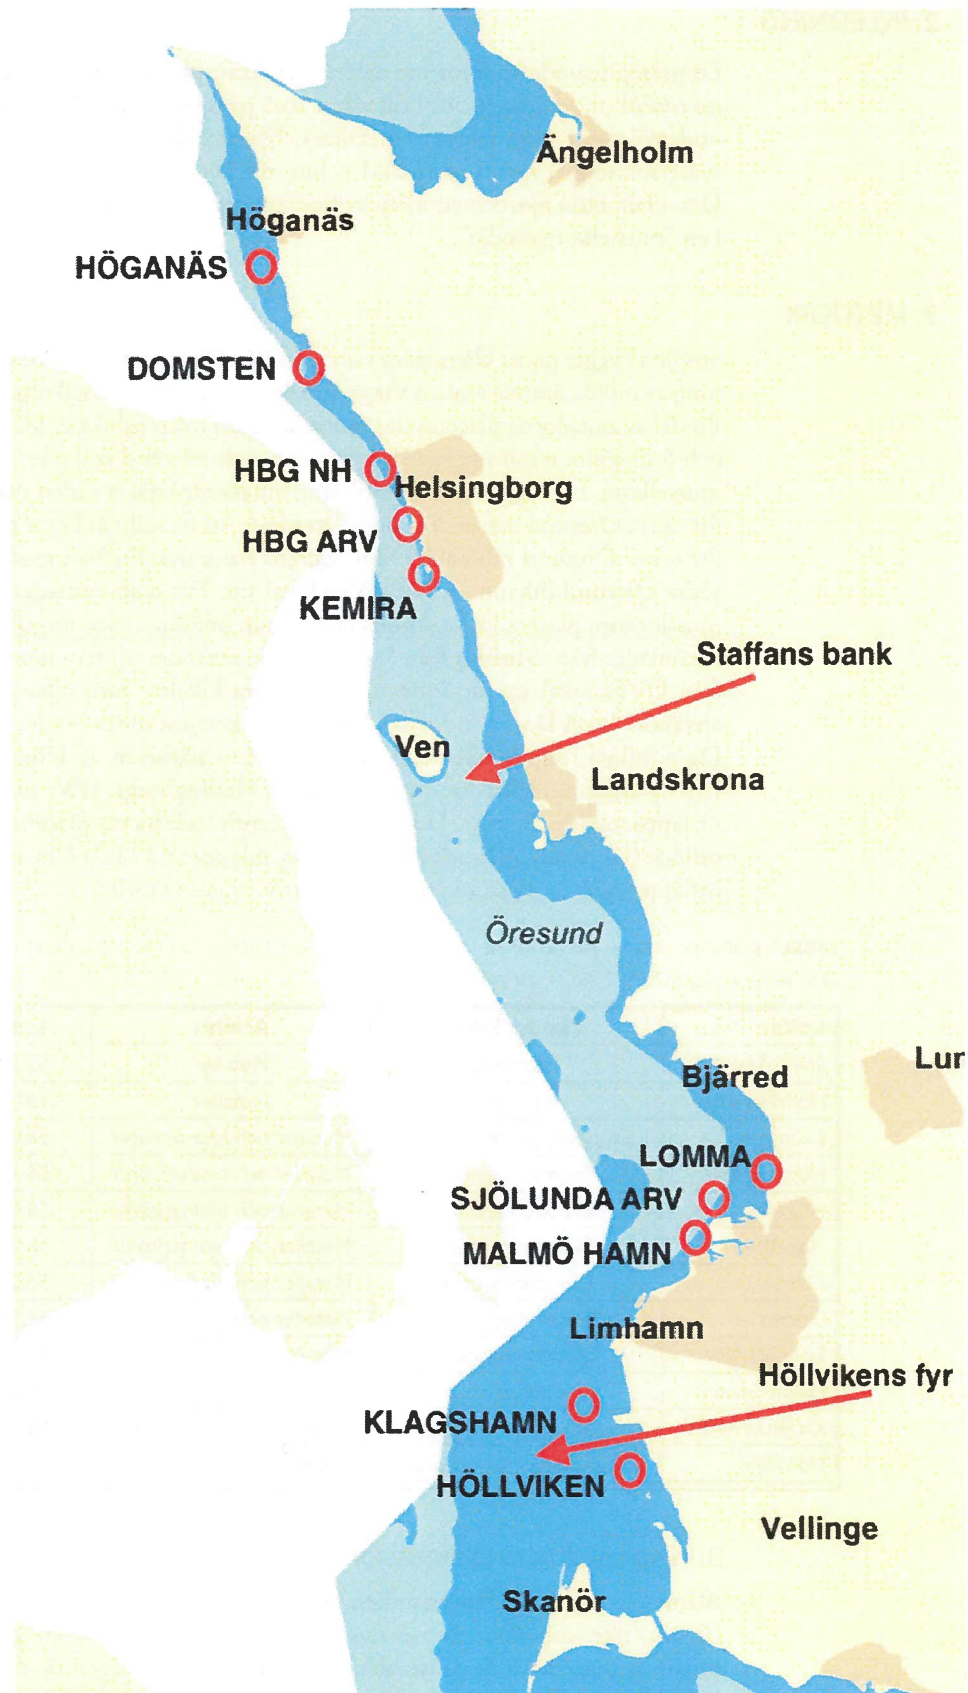 Ängelholm
Höganäs
HÖGANÄS
DOMSTEN
HBG NH
Helsingborg
HBG ARV
KEMIRA
Staffans bank
Ven
Landskrona
Öresund
Lur
Bjärred
LOMMA
SJÖLUNDA ARV
MALMÖ HAMN
Limhamn
Höllvikens fyr
KLAGSHAMN
HÖLLVIKEN
Vellinge
Skanör